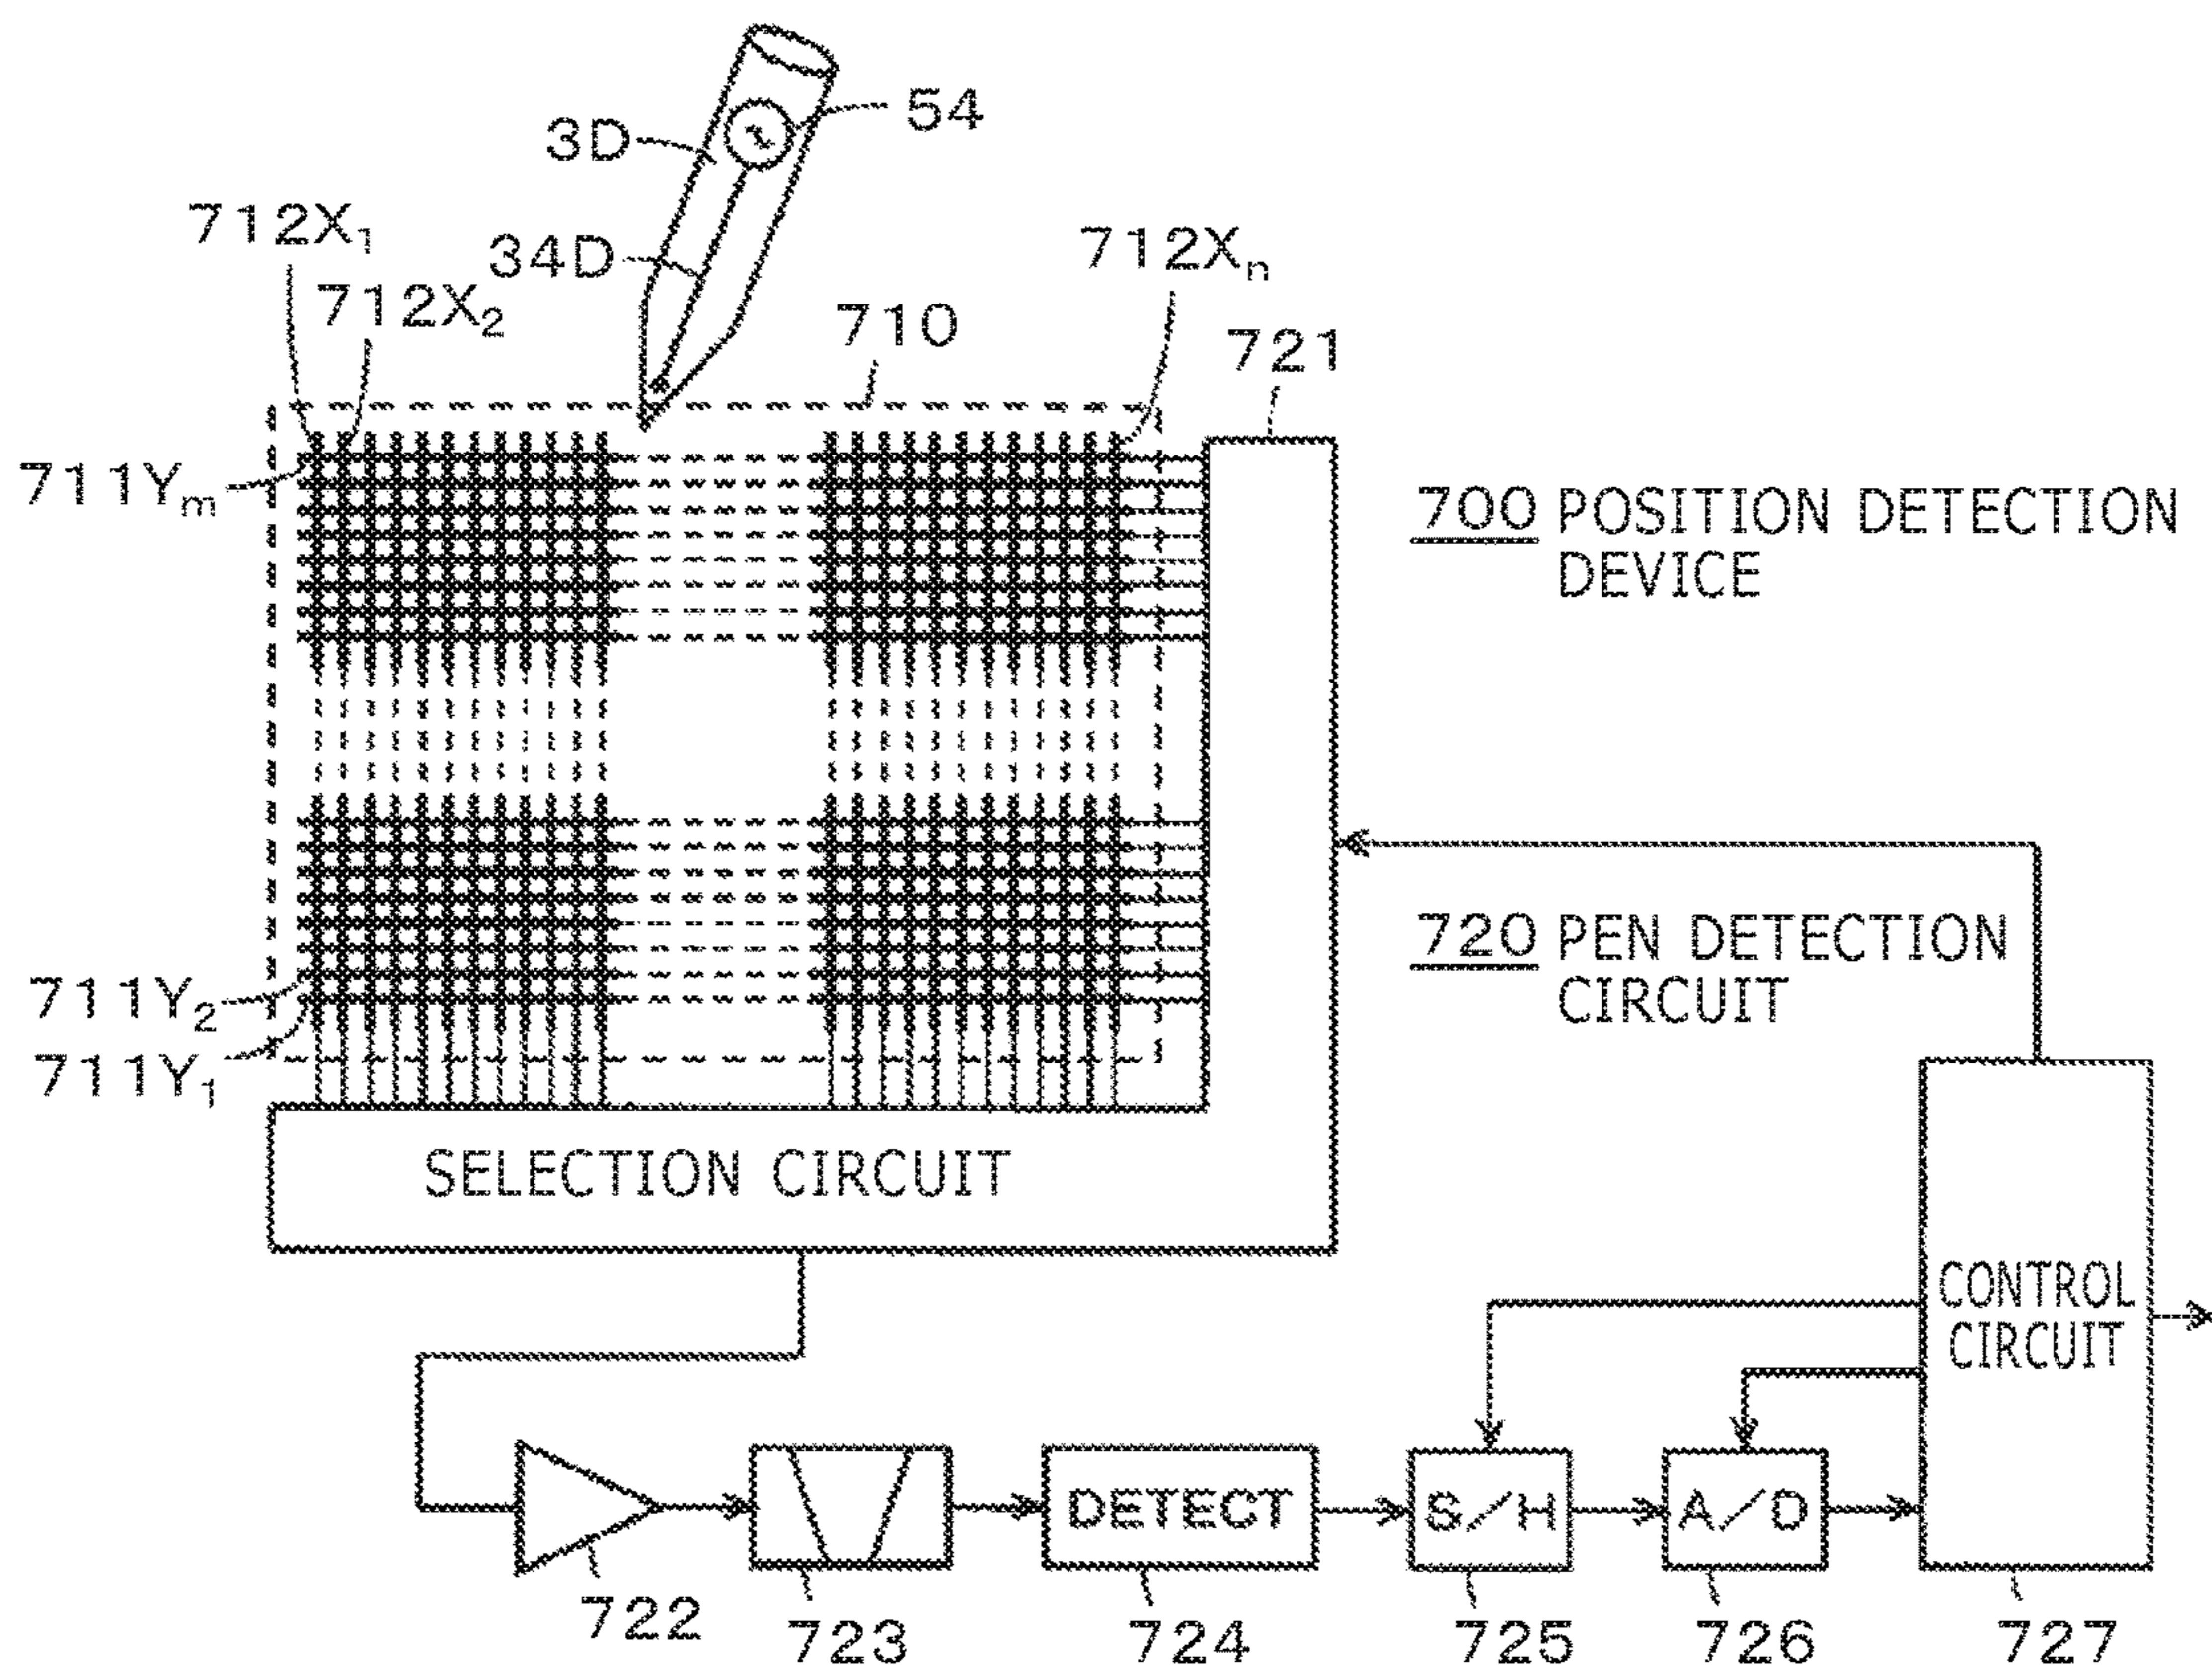 54
3D
712X1
34D
712Xn
712X2
710
721
711Ym
700 POSITION DETECTION
DEVICE
720 PEN DETECTION
CIRCUIT
711Y2
711Y1
SELECTION CIRCUIT
CONTROL
CIRCUIT
DETECT
S/H
A/D
722
723
724
725
726
727